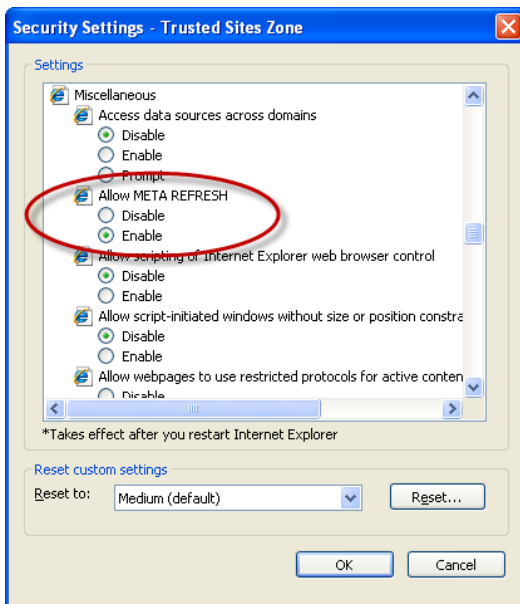 Security Settings - Trusted Sites Zone
Settings
Miscellaneous
Access data sources across domains
Disable
Enable
Prompt
Allow META REFRESH
Disable
Enable
Allow scripting of Internet Explorer web browser control
Disable
Enable
Allow script-initiated windows without size or position constra
Disable
Enable
Allow webpages to use restricted protocols for active conten
Disable
*Takes effect after you restart Internet Explorer
Reset custom settings
Reset to: Medium (default) Reset...
OK Cancel